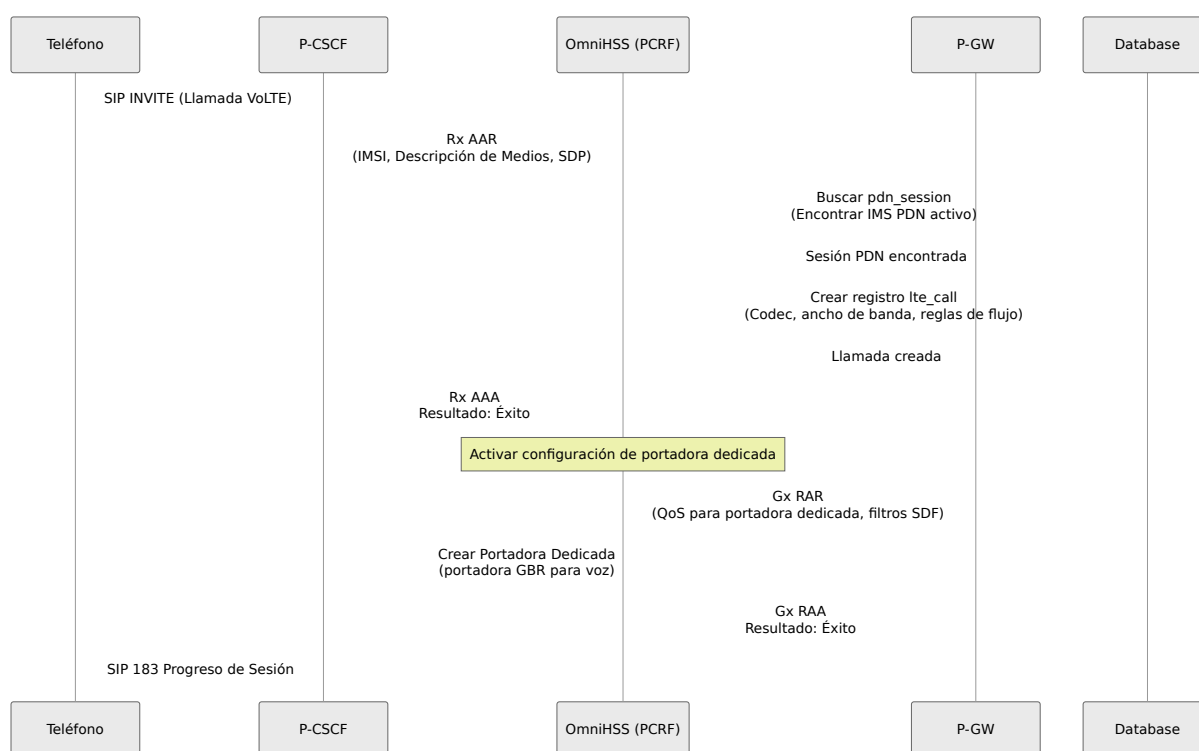 Teléfono
P-CSCF
OmniHSS (PCRF)
P-GW
Database
SIP INVITE (Llamada VoLTE)
Rx AAR
(IMSI, Descripción de Medios, SDP)
Buscar pdn_session
(Encontrar IMS PDN activo)
Sesión PDN encontrada
Crear registro lte_call
(Codec, ancho de banda, reglas de flujo)
Llamada creada
Rx AAA
Resultado: Éxito
Activar configuración de portadora dedicada
Gx RAR
(QoS para portadora dedicada, filtros SDF)
Crear Portadora Dedicada
(portadora GBR para voz)
Gx RAA
Resultado: Éxito
SIP 183 Progreso de Sesión
Teléfono
P-CSCF
OmniHSS (PCRF)
P-GW
Database